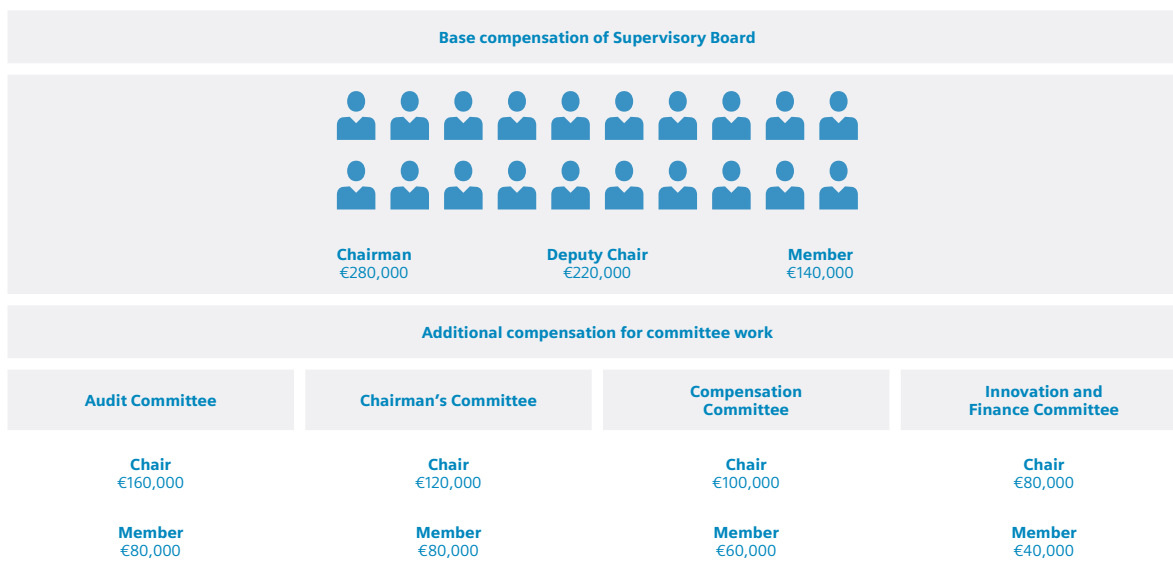 Base compensation of Supervisory Board
Chairman
€280,000
Deputy Chair
€220,000
Member
€140,000
Additional compensation for committee work
Audit Committee
Chairman's Committee
Compensation
Committee
Innovation and
Finance Committee
Chair
€160,000
Chair
€120,000
Chair
€100,000
Chair
€80,000
Member
€80,000
Member
€80,000
Member
€60,000
Member
€40,000